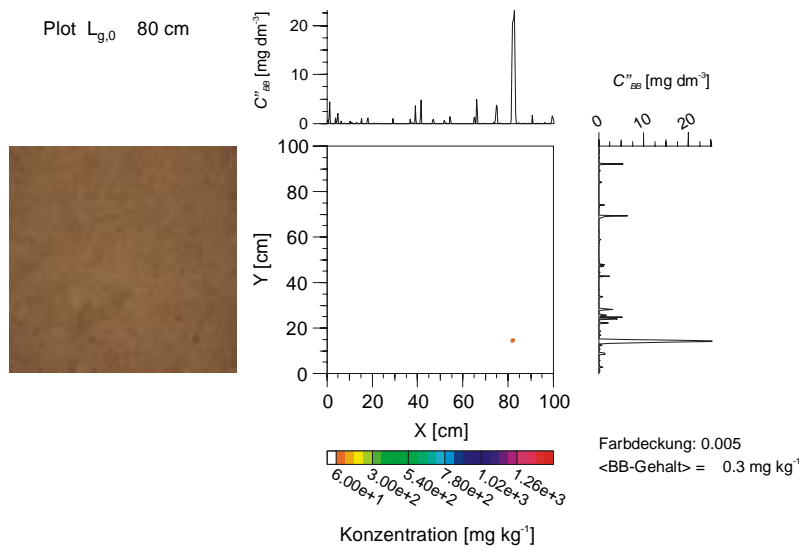 Plot L_g,0 80 cm
C"_BB [mg dm^-3]
20
10
0
C"_BB [mg dm^-3]
0
10
20
Y [cm]
100
80
60
40
20
0
0 20 40 60 80 100
X [cm]
6.00e+1 3.00e+2 5.40e+2 7.80e+2 1.02e+3 1.26e+3
Konzentration [mg kg^-1]
Farbdeckung: 0.005
<BB-Gehalt> = 0.3 mg kg^-1